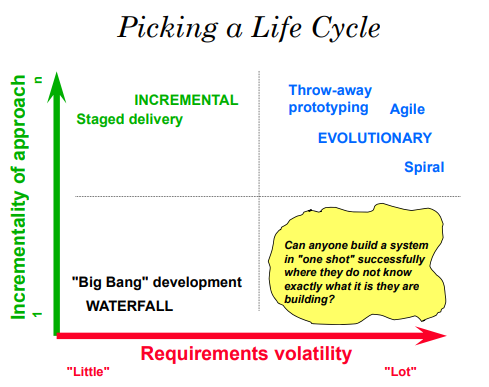 Picking a Life Cycle
Incrementality of approach
n
1
INCREMENTAL
Staged delivery
Throw-away
prototyping
Agile
EVOLUTIONARY
Spiral
"Big Bang" development
WATERFALL
Can anyone build a system
in "one shot" successfully
where they do not know
exactly what it is they are
building?
Requirements volatility
"Little"
"Lot"